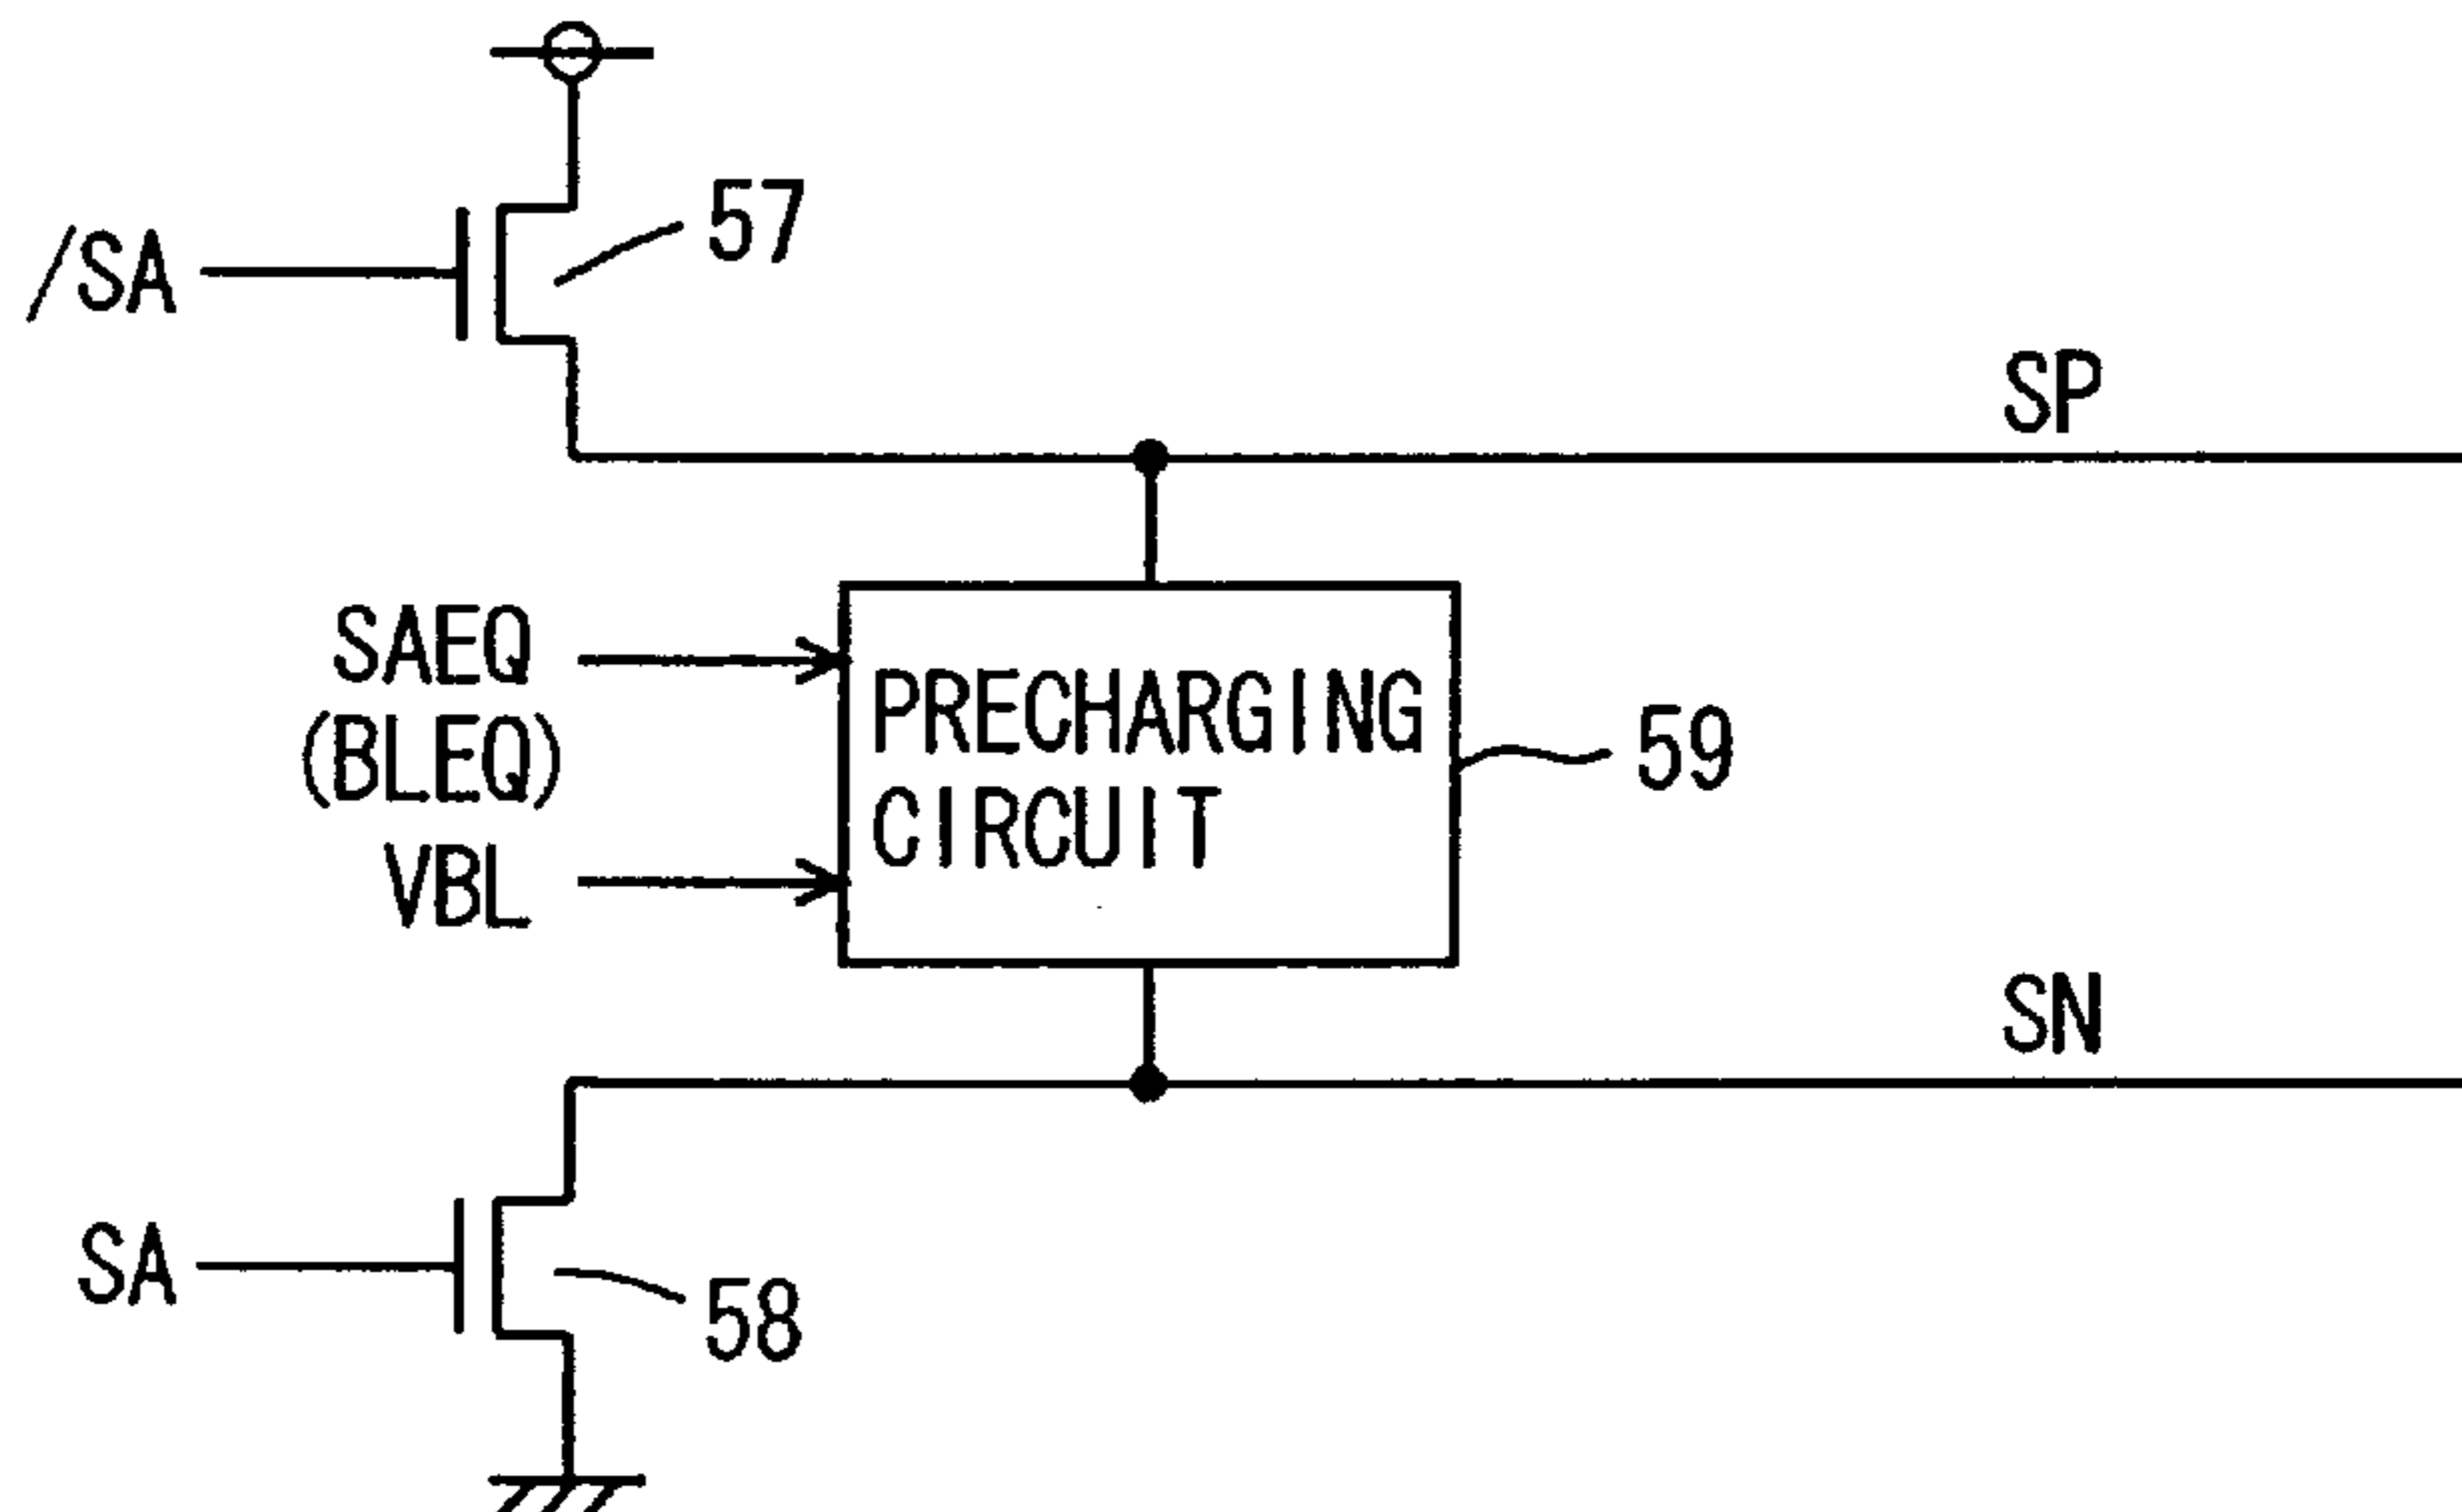 57
/SA
SP
SAEQ
(BLEQ)
VBL
PRECHARGING
CIRCUIT
59
SN
SA
58